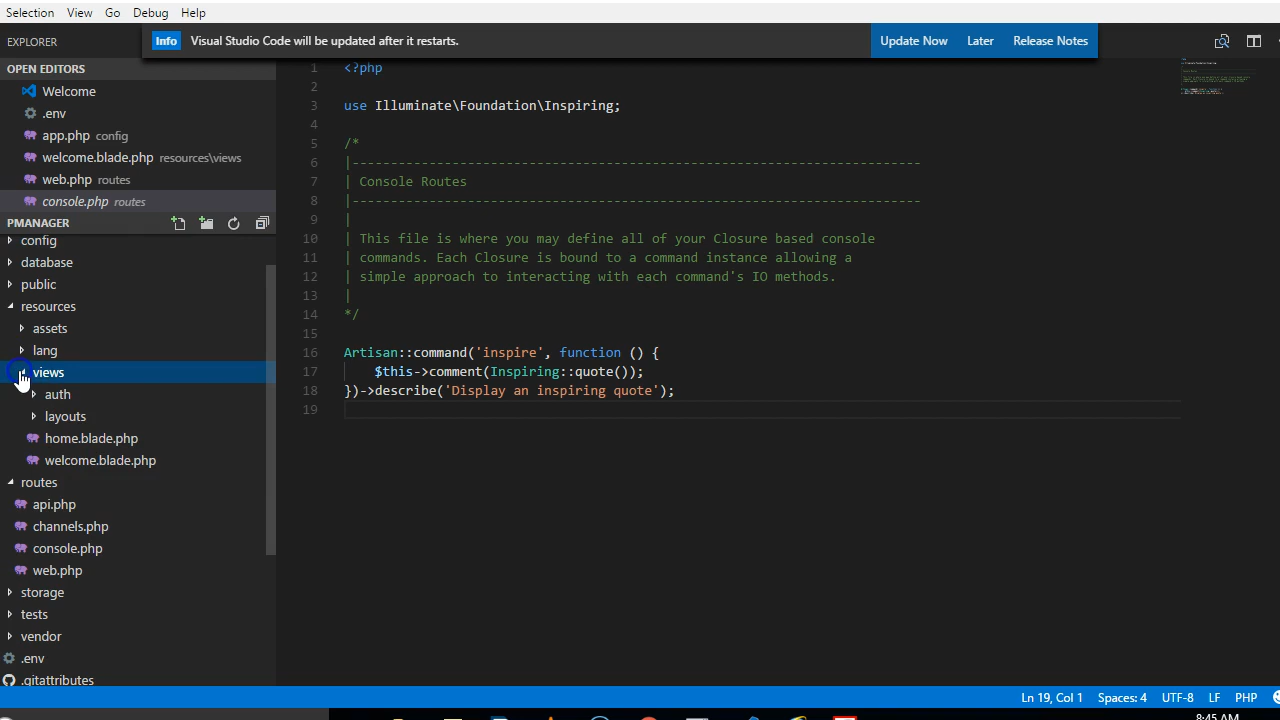 Selection View Go Debug Help
EXPLORER
Info Visual Studio Code will be updated after it restarts. Update Now Later Release Notes
OPEN EDITORS
Welcome
.env
app.php config
welcome.blade.php resources\views
web.php routes
console.php routes
PMANAGER
config
database
public
resources
assets
lang
views
auth
layouts
home.blade.php
welcome.blade.php
routes
api.php
channels.php
console.php
web.php
storage
tests
vendor
.env
.gitattributes
1 <?php
2
3 use Illuminate\Foundation\Inspiring;
4
5 /*
6 |--------------------------------------------------------------------------
7 | Console Routes
8 |--------------------------------------------------------------------------
9 |
10 | This file is where you may define all of your Closure based console
11 | commands. Each Closure is bound to a command instance allowing a
12 | simple approach to interacting with each command's IO methods.
13 |
14 */
15
16 Artisan::command('inspire', function () {
17 $this->comment(Inspiring::quote());
18 })->describe('Display an inspiring quote');
19
Ln 19, Col 1 Spaces: 4 UTF-8 LF PHP
8:45 AM